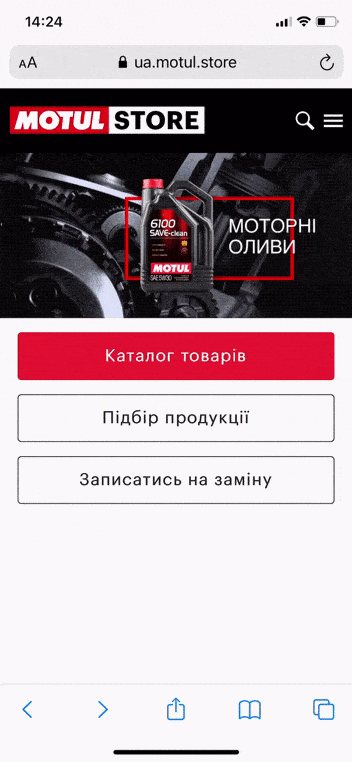 14:24
AA
ua.motul.store
MOTUL STORE
6100
SAVE-clean
МОТОРНІ
ОЛИВИ
MOTUL
SAE 5W30
Каталог товарів
Підбір продукції
Записатись на заміну